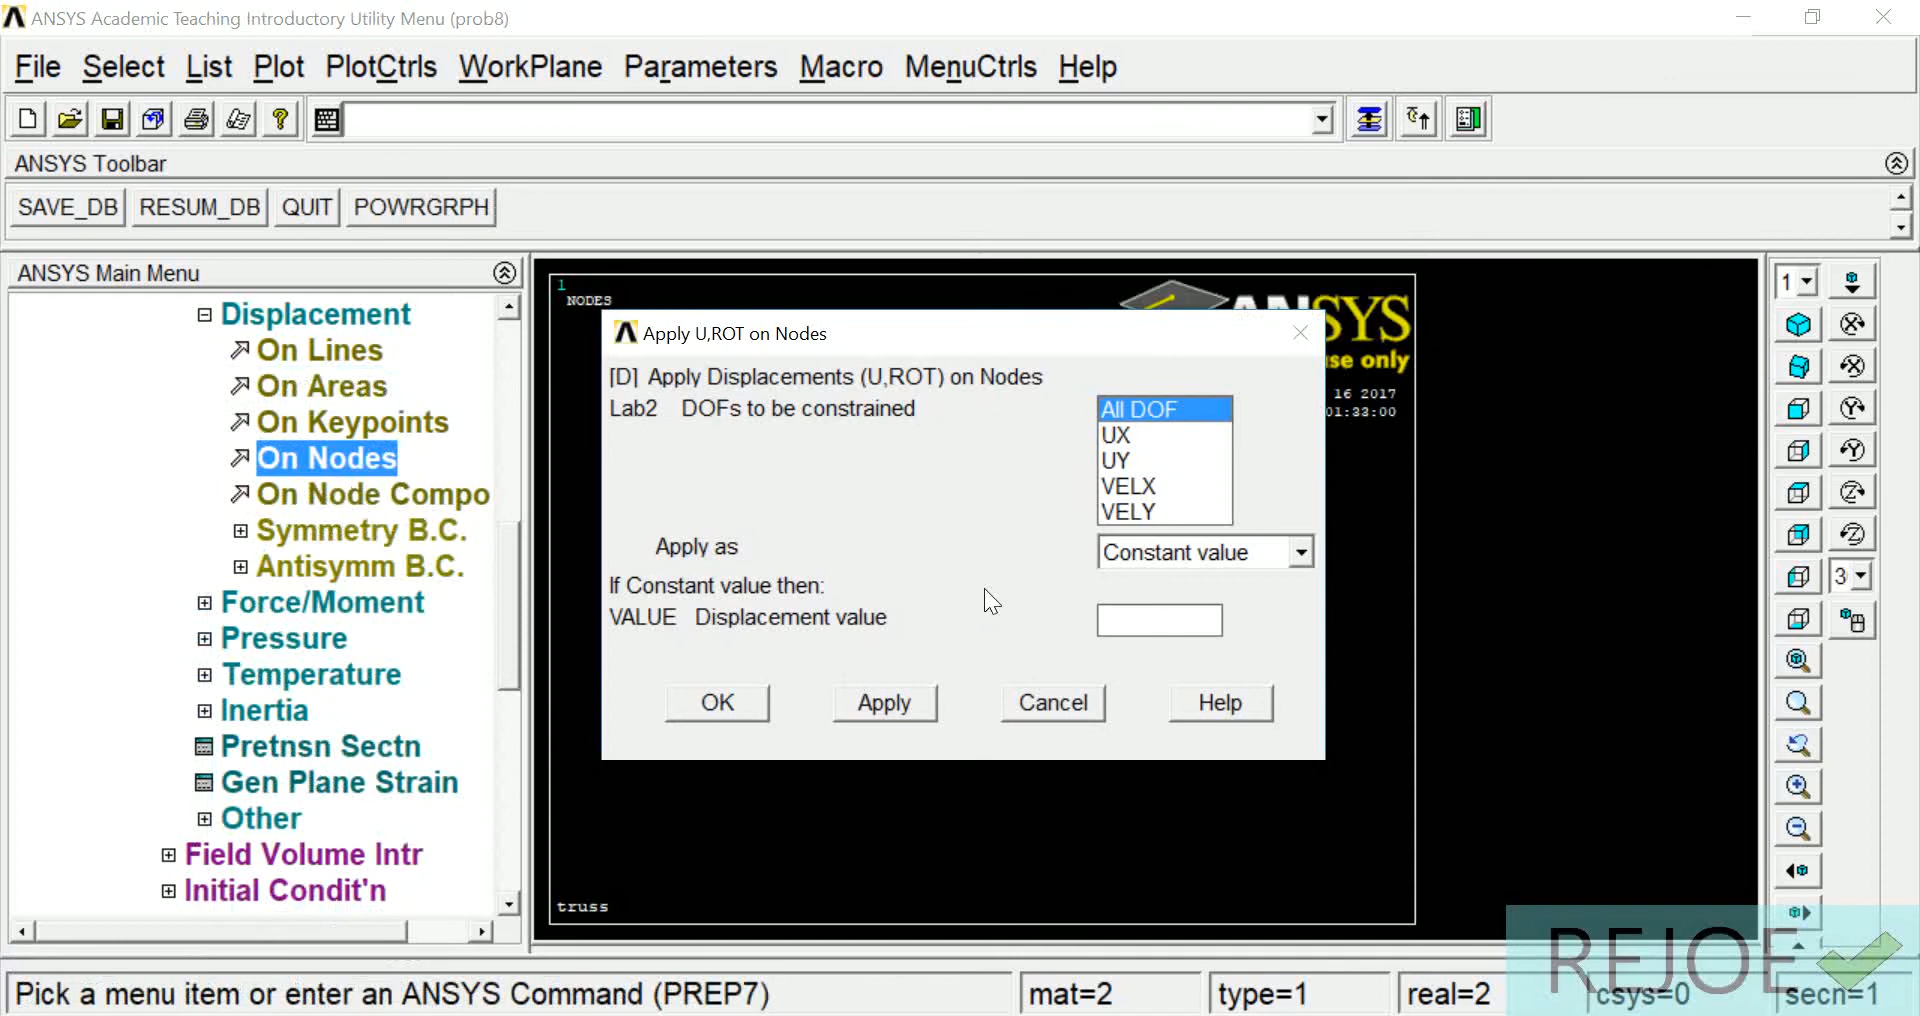 ANSYS Academic Teaching Introductory Utility Menu (prob8)
File Select List Plot PlotCtrls WorkPlane Parameters Macro MenuCtrls Help
ANSYS Toolbar
SAVE_DB RESUM_DB QUIT POWRGRPH
ANSYS Main Menu
Displacement
On Lines
On Areas
On Keypoints
On Nodes
On Node Compo
Symmetry B.C.
Antisymm B.C.
Force/Moment
Pressure
Temperature
Inertia
Pretnsn Sectn
Gen Plane Strain
Other
Field Volume Intr
Initial Condit'n
1
NODES
ANSYS
se only
16 2017
01:33:00
Apply U,ROT on Nodes
[D] Apply Displacements (U,ROT) on Nodes
Lab2 DOFs to be constrained
All DOF
UX
UY
VELX
VELY
Apply as
Constant value
If Constant value then:
VALUE Displacement value
OK Apply Cancel Help
truss
1
3
Pick a menu item or enter an ANSYS Command (PREP7)
mat=2
type=1
real=2
csys=0
secn=1
REJOE